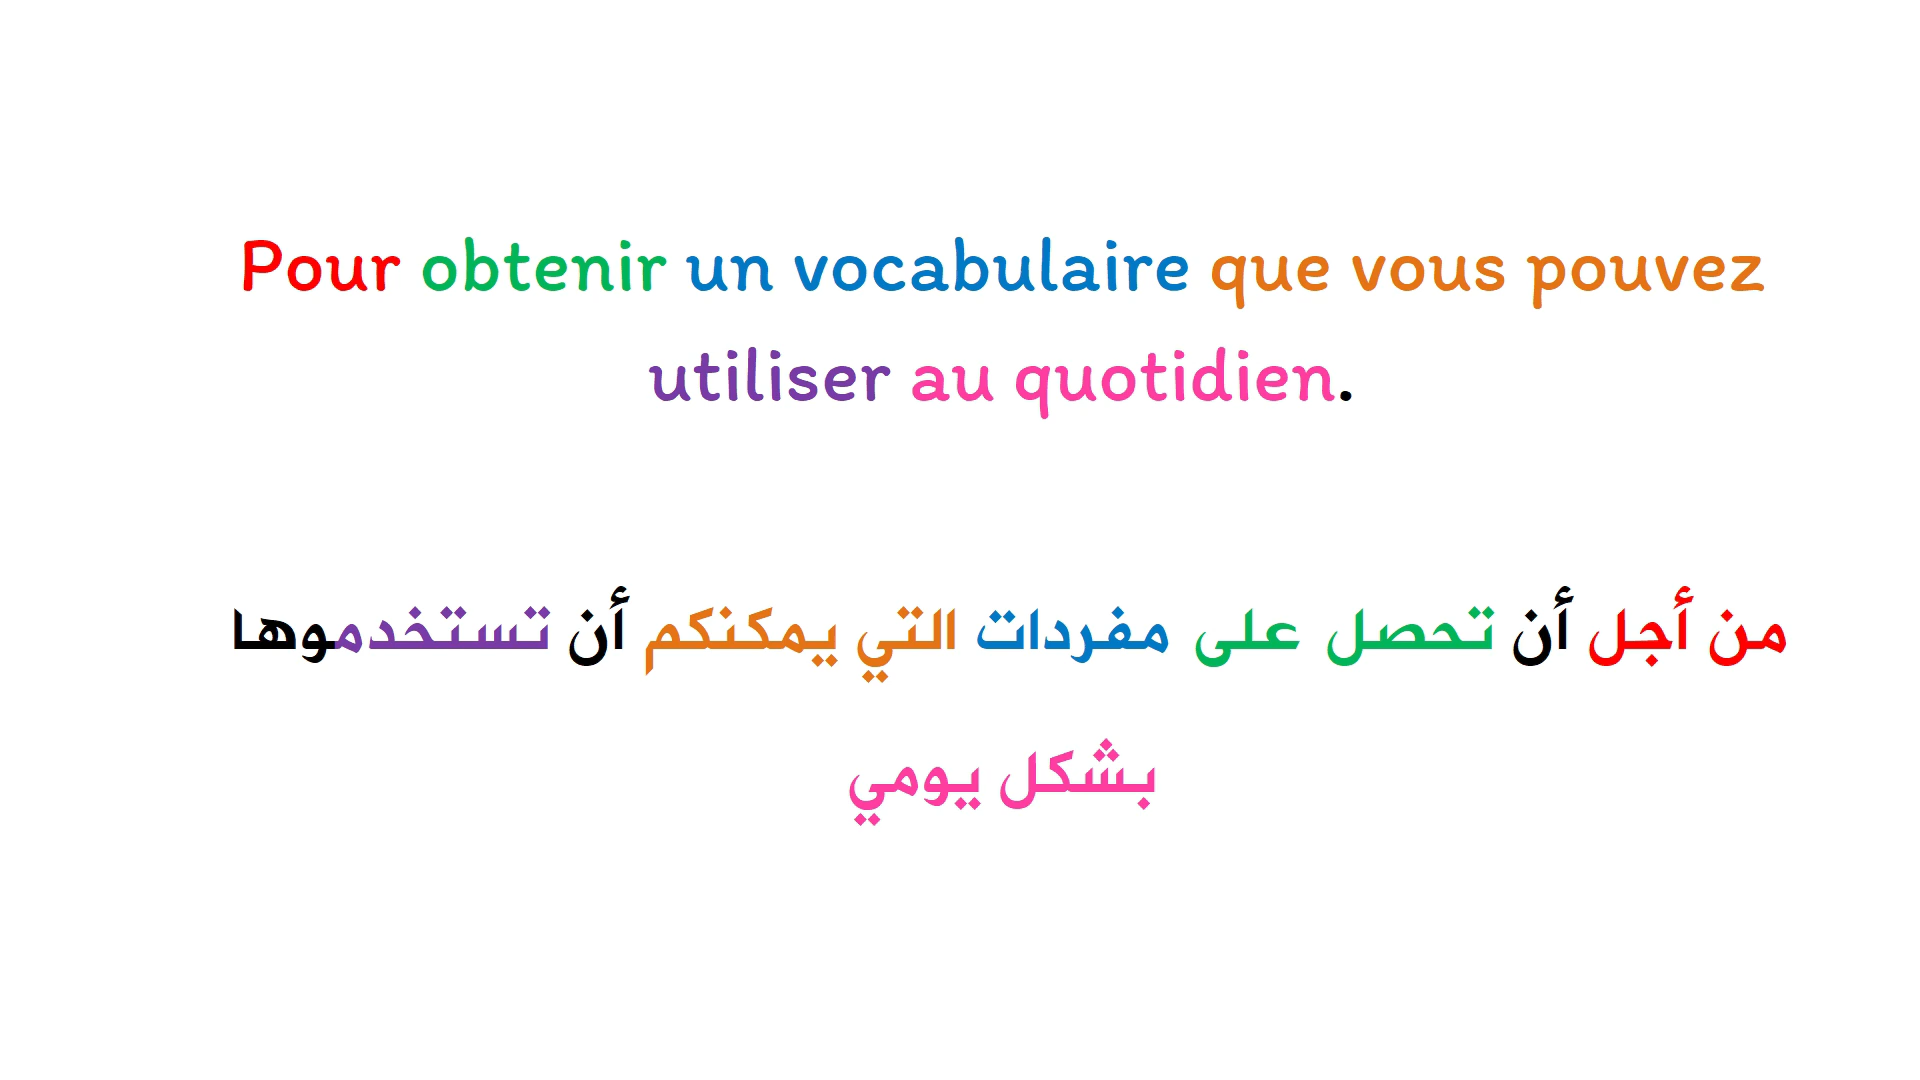 Pour obtenir un vocabulaire que vous pouvez
utiliser au quotidien.
من أجل أن تحصل على مفردات التي يمكنكم أن تستخدموها
بشكل يومي